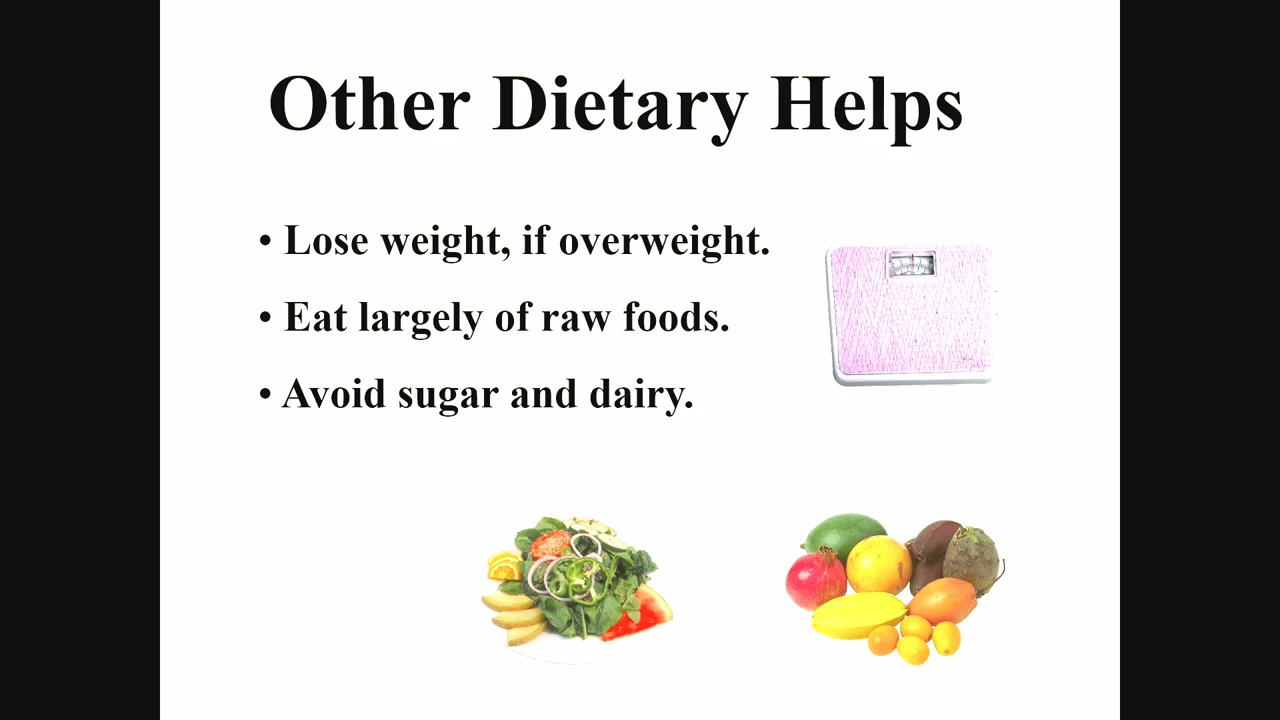 Other Dietary Helps
• Lose weight, if overweight.
• Eat largely of raw foods.
• Avoid sugar and dairy.